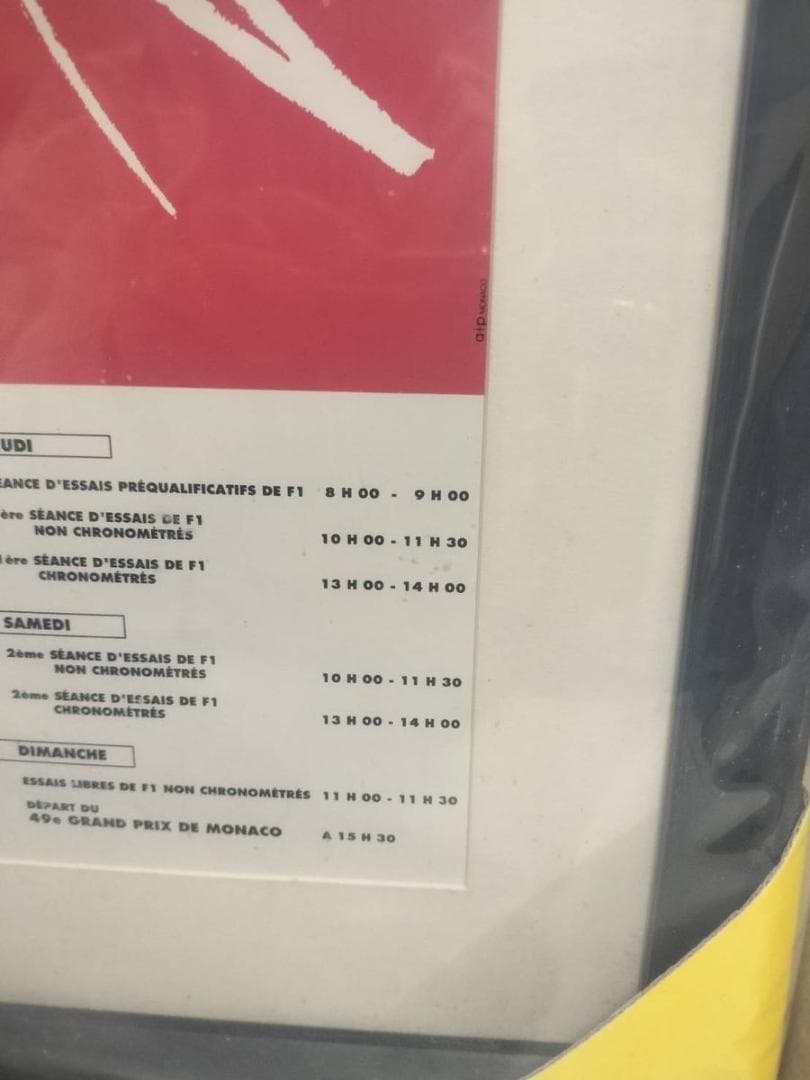 a·i·p MONACO
UDI
ÉANCE D'ESSAIS PRÉQUALIFICATIFS DE F1 8 H 00 - 9 H 00
ère SÉANCE D'ESSAIS DE F1
NON CHRONOMÉTRÉS 10 H 00 - 11 H 30
1ère SÉANCE D'ESSAIS DE F1
CHRONOMÉTRÉS 13 H 00 - 14 H 00
SAMEDI
2ème SÉANCE D'ESSAIS DE F1
NON CHRONOMÉTRÉS 10 H 00 - 11 H 30
2ème SÉANCE D'ESSAIS DE F1
CHRONOMÉTRÉS 13 H 00 - 14 H 00
DIMANCHE
ESSAIS LIBRES DE F1 NON CHRONOMÉTRÉS 11 H 00 - 11 H 30
DÉPART DU
49e GRAND PRIX DE MONACO A 15 H 30